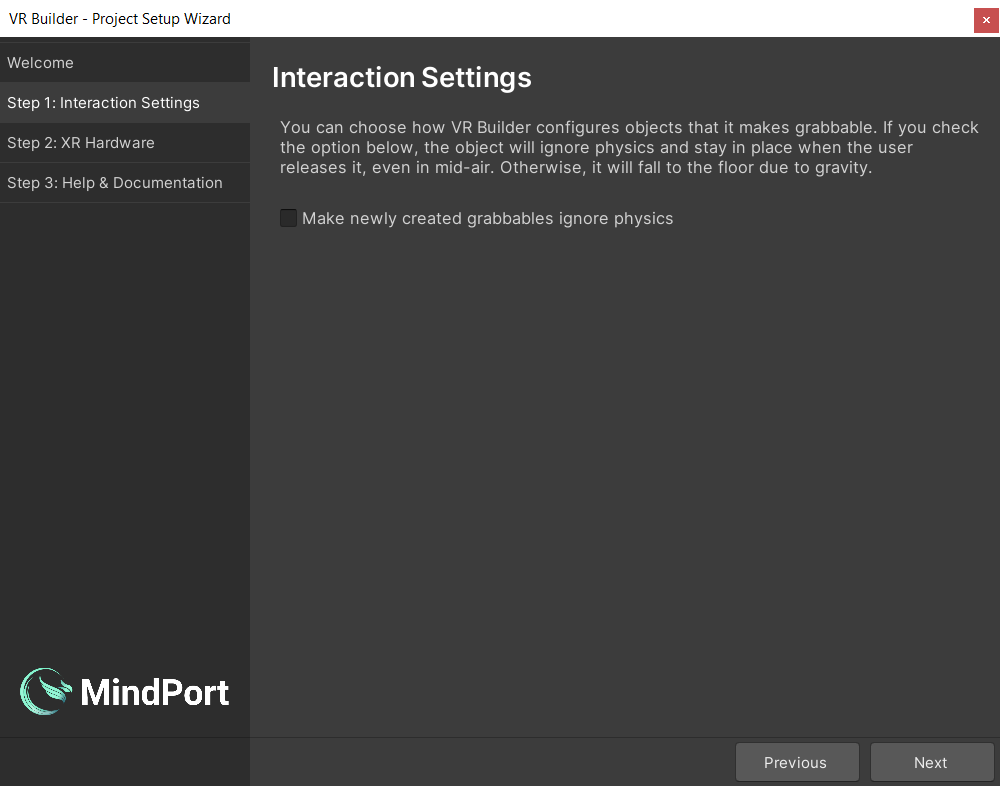 VR Builder - Project Setup Wizard
Welcome
Step 1: Interaction Settings
Step 2: XR Hardware
Step 3: Help & Documentation
MindPort
Interaction Settings
You can choose how VR Builder configures objects that it makes grabbable. If you check
the option below, the object will ignore physics and stay in place when the user
releases it, even in mid-air. Otherwise, it will fall to the floor due to gravity.
Make newly created grabbables ignore physics
Previous
Next